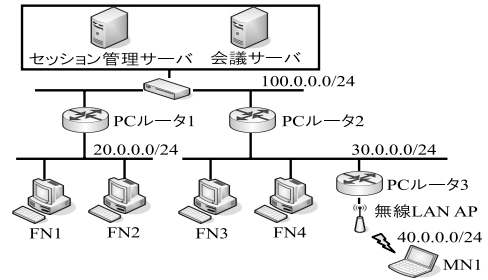 セッション管理サーバ 会議サーバ
100.0.0.0/24
PCルータ1 PCルータ2
20.0.0.0/24 30.0.0.0/24
PCルータ3
無線LAN AP
40.0.0.0/24
FN1 FN2 FN3 FN4
MN1